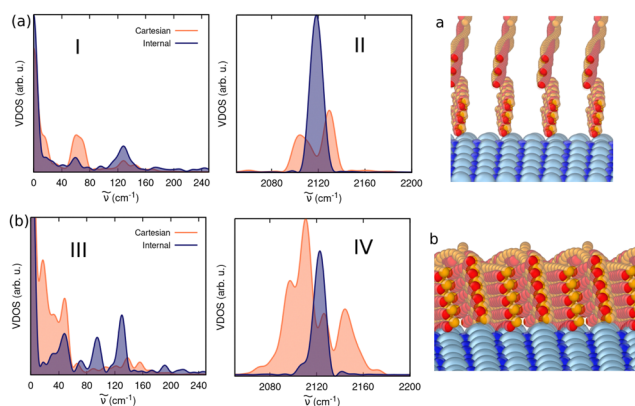 (a)
I
Cartesian
Internal
VDOS (arb. u.)
0 40 80 120 160 200 240
ṽ (cm⁻¹)
II
VDOS (arb. u.)
2080 2120 2160 2200
ṽ (cm⁻¹)
a
(b)
III
Cartesian
Internal
VDOS (arb. u.)
0 40 80 120 160 200 240
ṽ (cm⁻¹)
IV
VDOS (arb. u.)
2080 2120 2160 2200
ṽ (cm⁻¹)
b